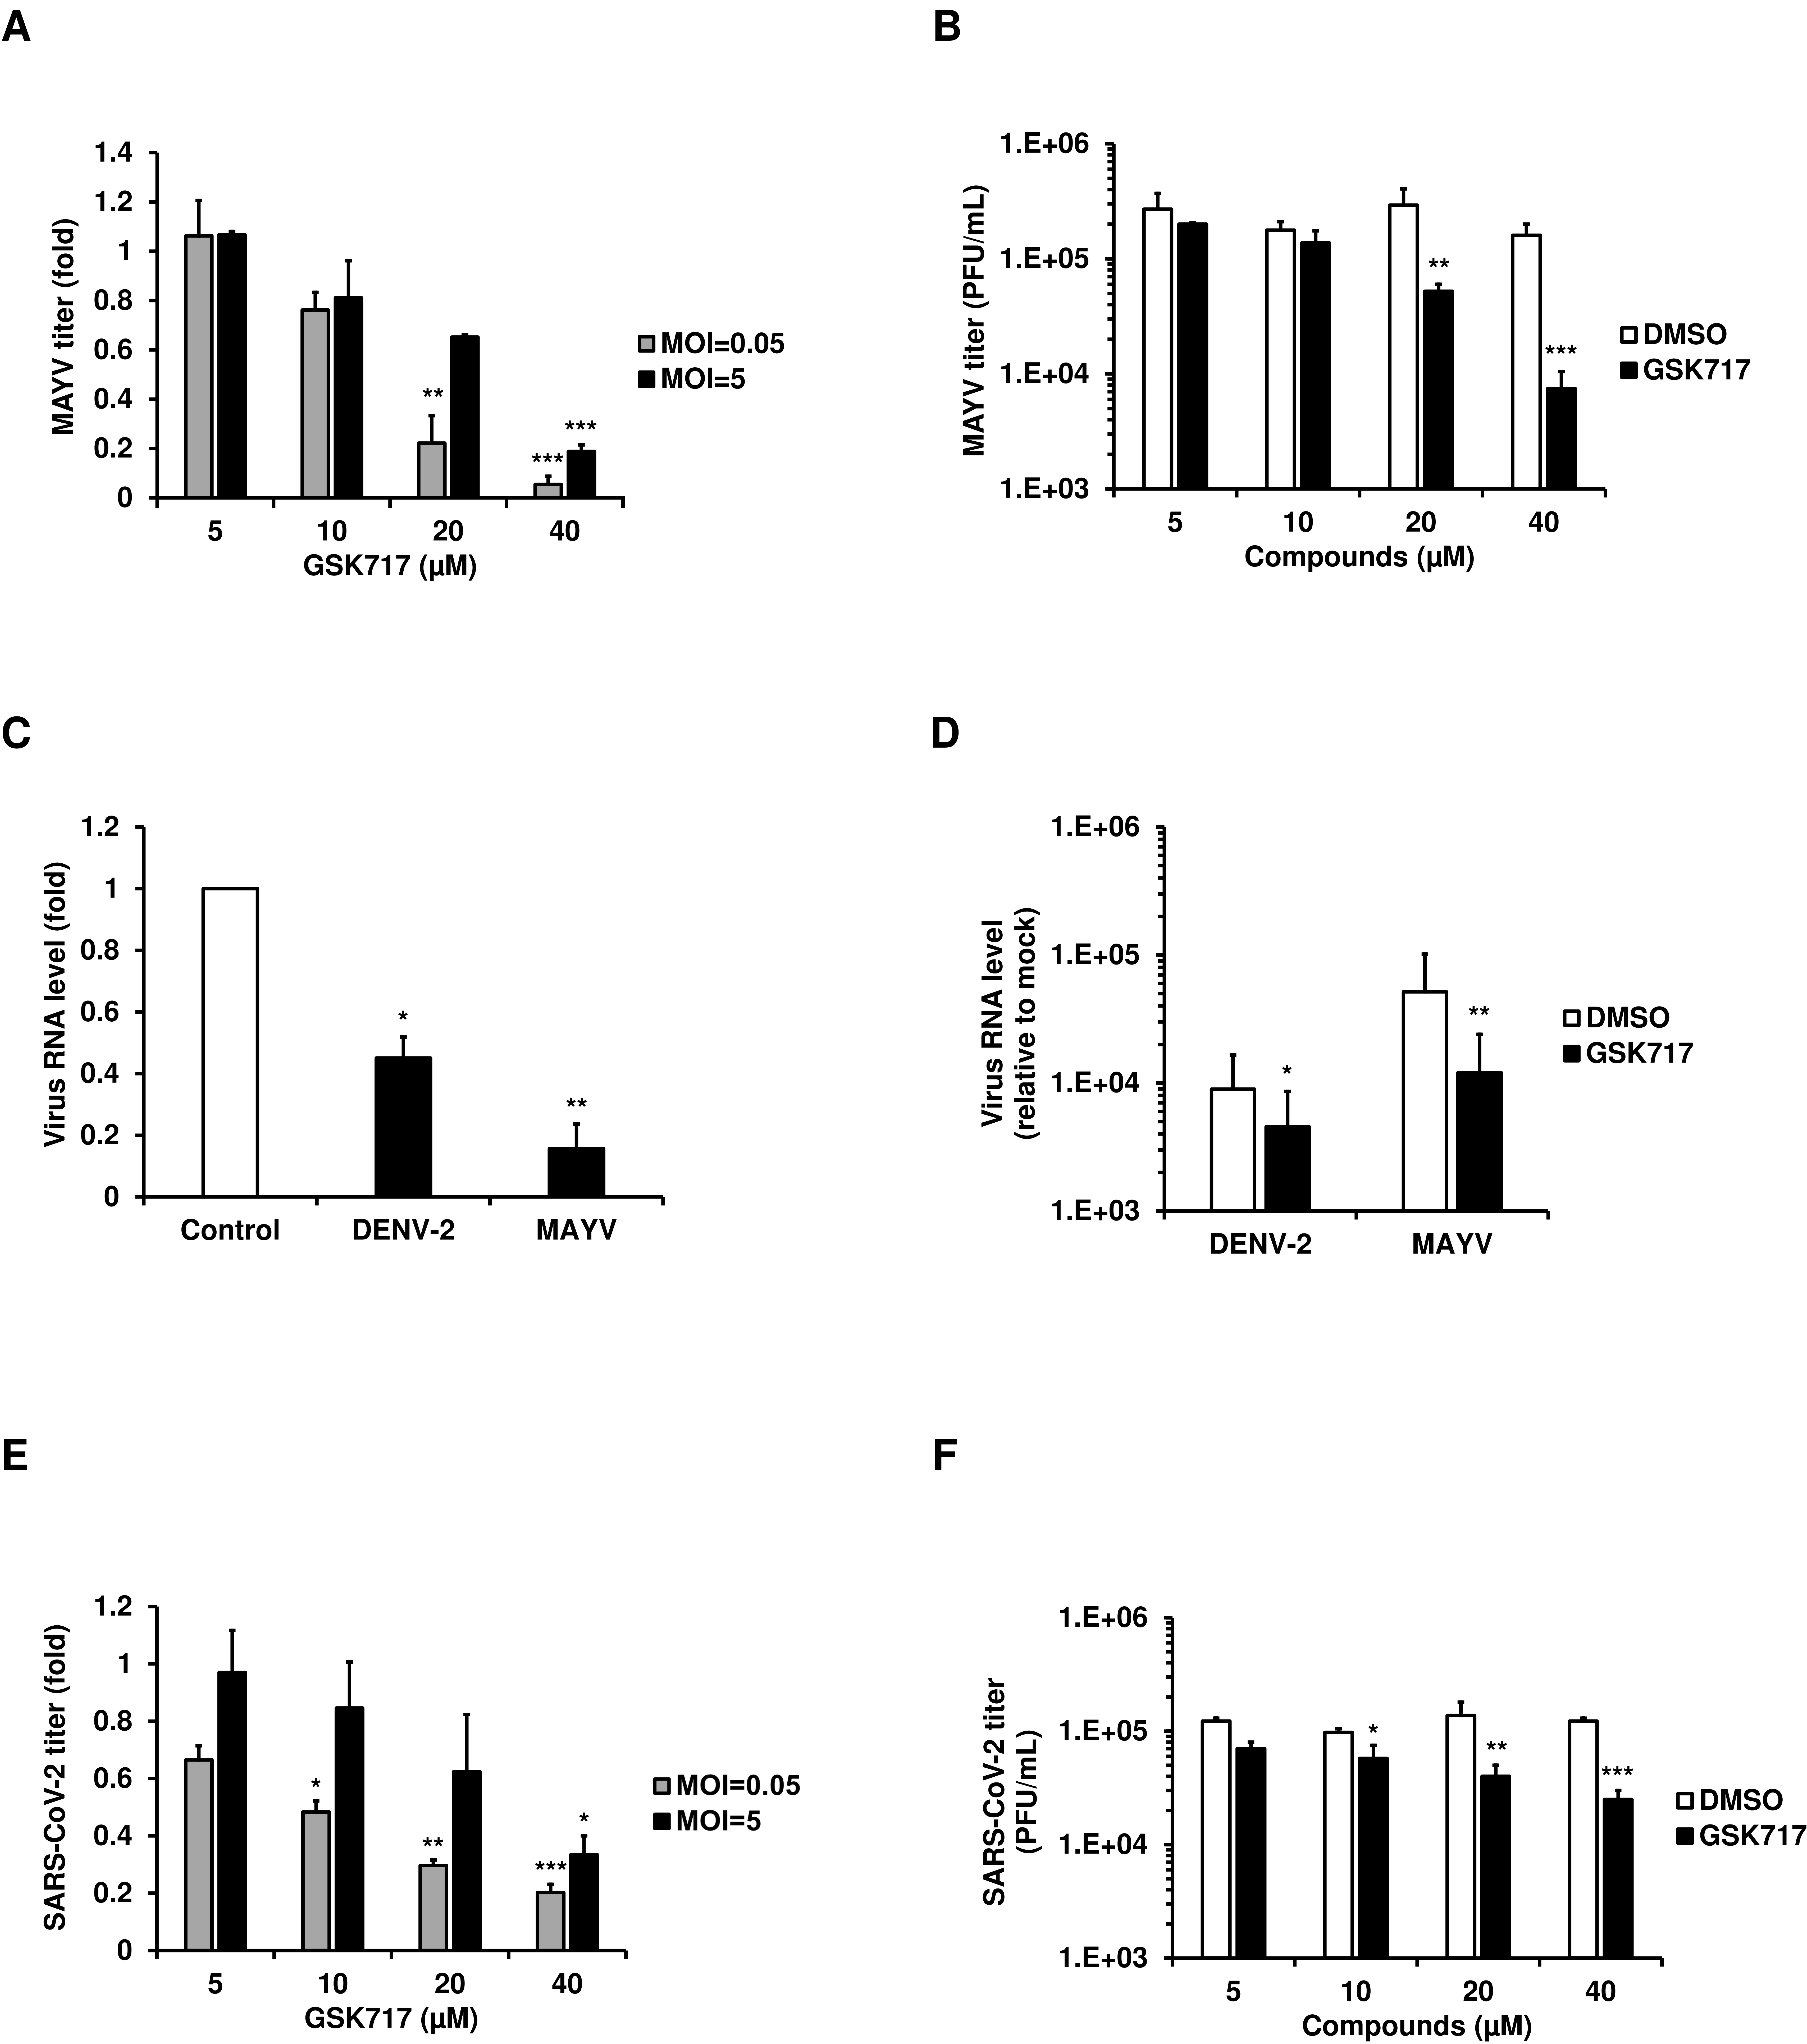 A
1.4
1.2
1
0.8
0.6
0.4
0.2
0
MAYV titer (fold)
**
***
***
5 10 20 40
GSK717 (µM)
MOI=0.05
MOI=5
B
1.E+06
1.E+05
1.E+04
1.E+03
MAYV titer (PFU/mL)
**
***
5 10 20 40
Compounds (µM)
DMSO
GSK717
C
1.2
1
0.8
0.6
0.4
0.2
0
Virus RNA level (fold)
*
**
Control DENV-2 MAYV
D
1.E+06
1.E+05
1.E+04
1.E+03
Virus RNA level
(relative to mock)
*
**
DENV-2 MAYV
DMSO
GSK717
E
1.2
1
0.8
0.6
0.4
0.2
0
SARS-CoV-2 titer (fold)
*
**
***
*
5 10 20 40
GSK717 (µM)
MOI=0.05
MOI=5
F
1.E+06
1.E+05
1.E+04
1.E+03
SARS-CoV-2 titer
(PFU/mL)
*
**
***
5 10 20 40
Compounds (µM)
DMSO
GSK717